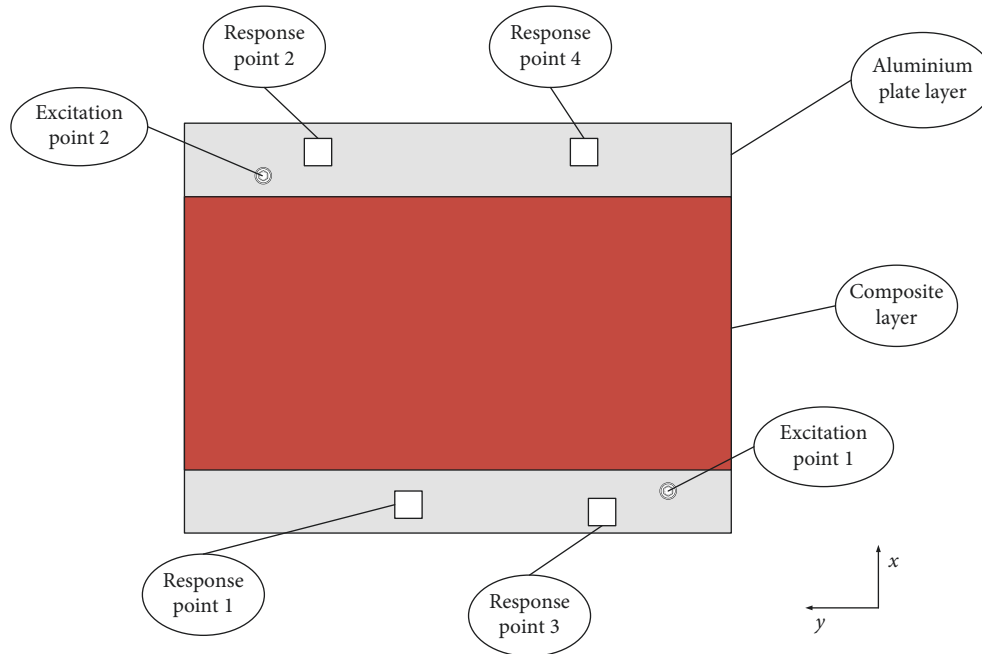 Response
point 2
Response
point 4
Aluminium
plate layer
Excitation
point 2
Composite
layer
Excitation
point 1
Response
point 1
Response
point 3
x
y